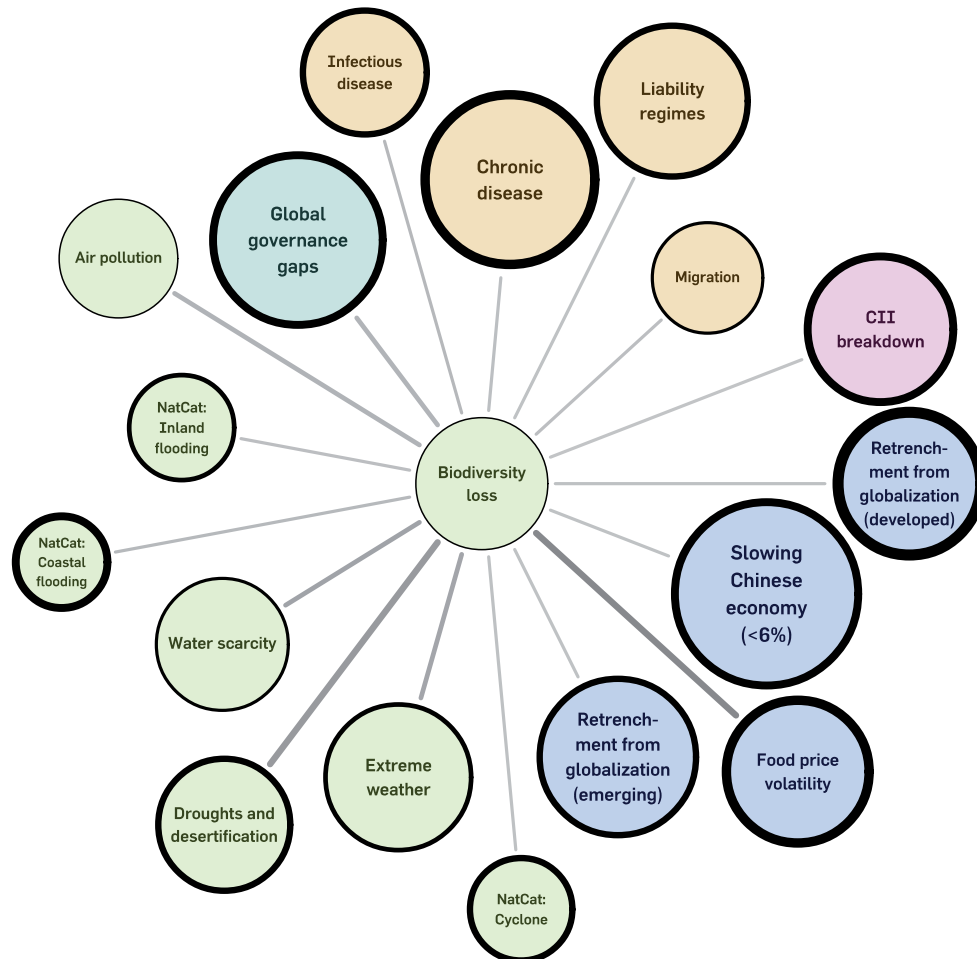 Infectious
disease
Liability
regimes
Chronic
disease
Global
governance
gaps
Air pollution
Migration
CII
breakdown
NatCat:
Inland
flooding
Biodiversity
loss
Retrench-
ment from
globalization
(developed)
NatCat:
Coastal
flooding
Slowing
Chinese
economy
(<6%)
Water scarcity
Retrench-
ment from
globalization
(emerging)
Food price
volatility
Extreme
weather
Droughts and
desertification
NatCat:
Cyclone